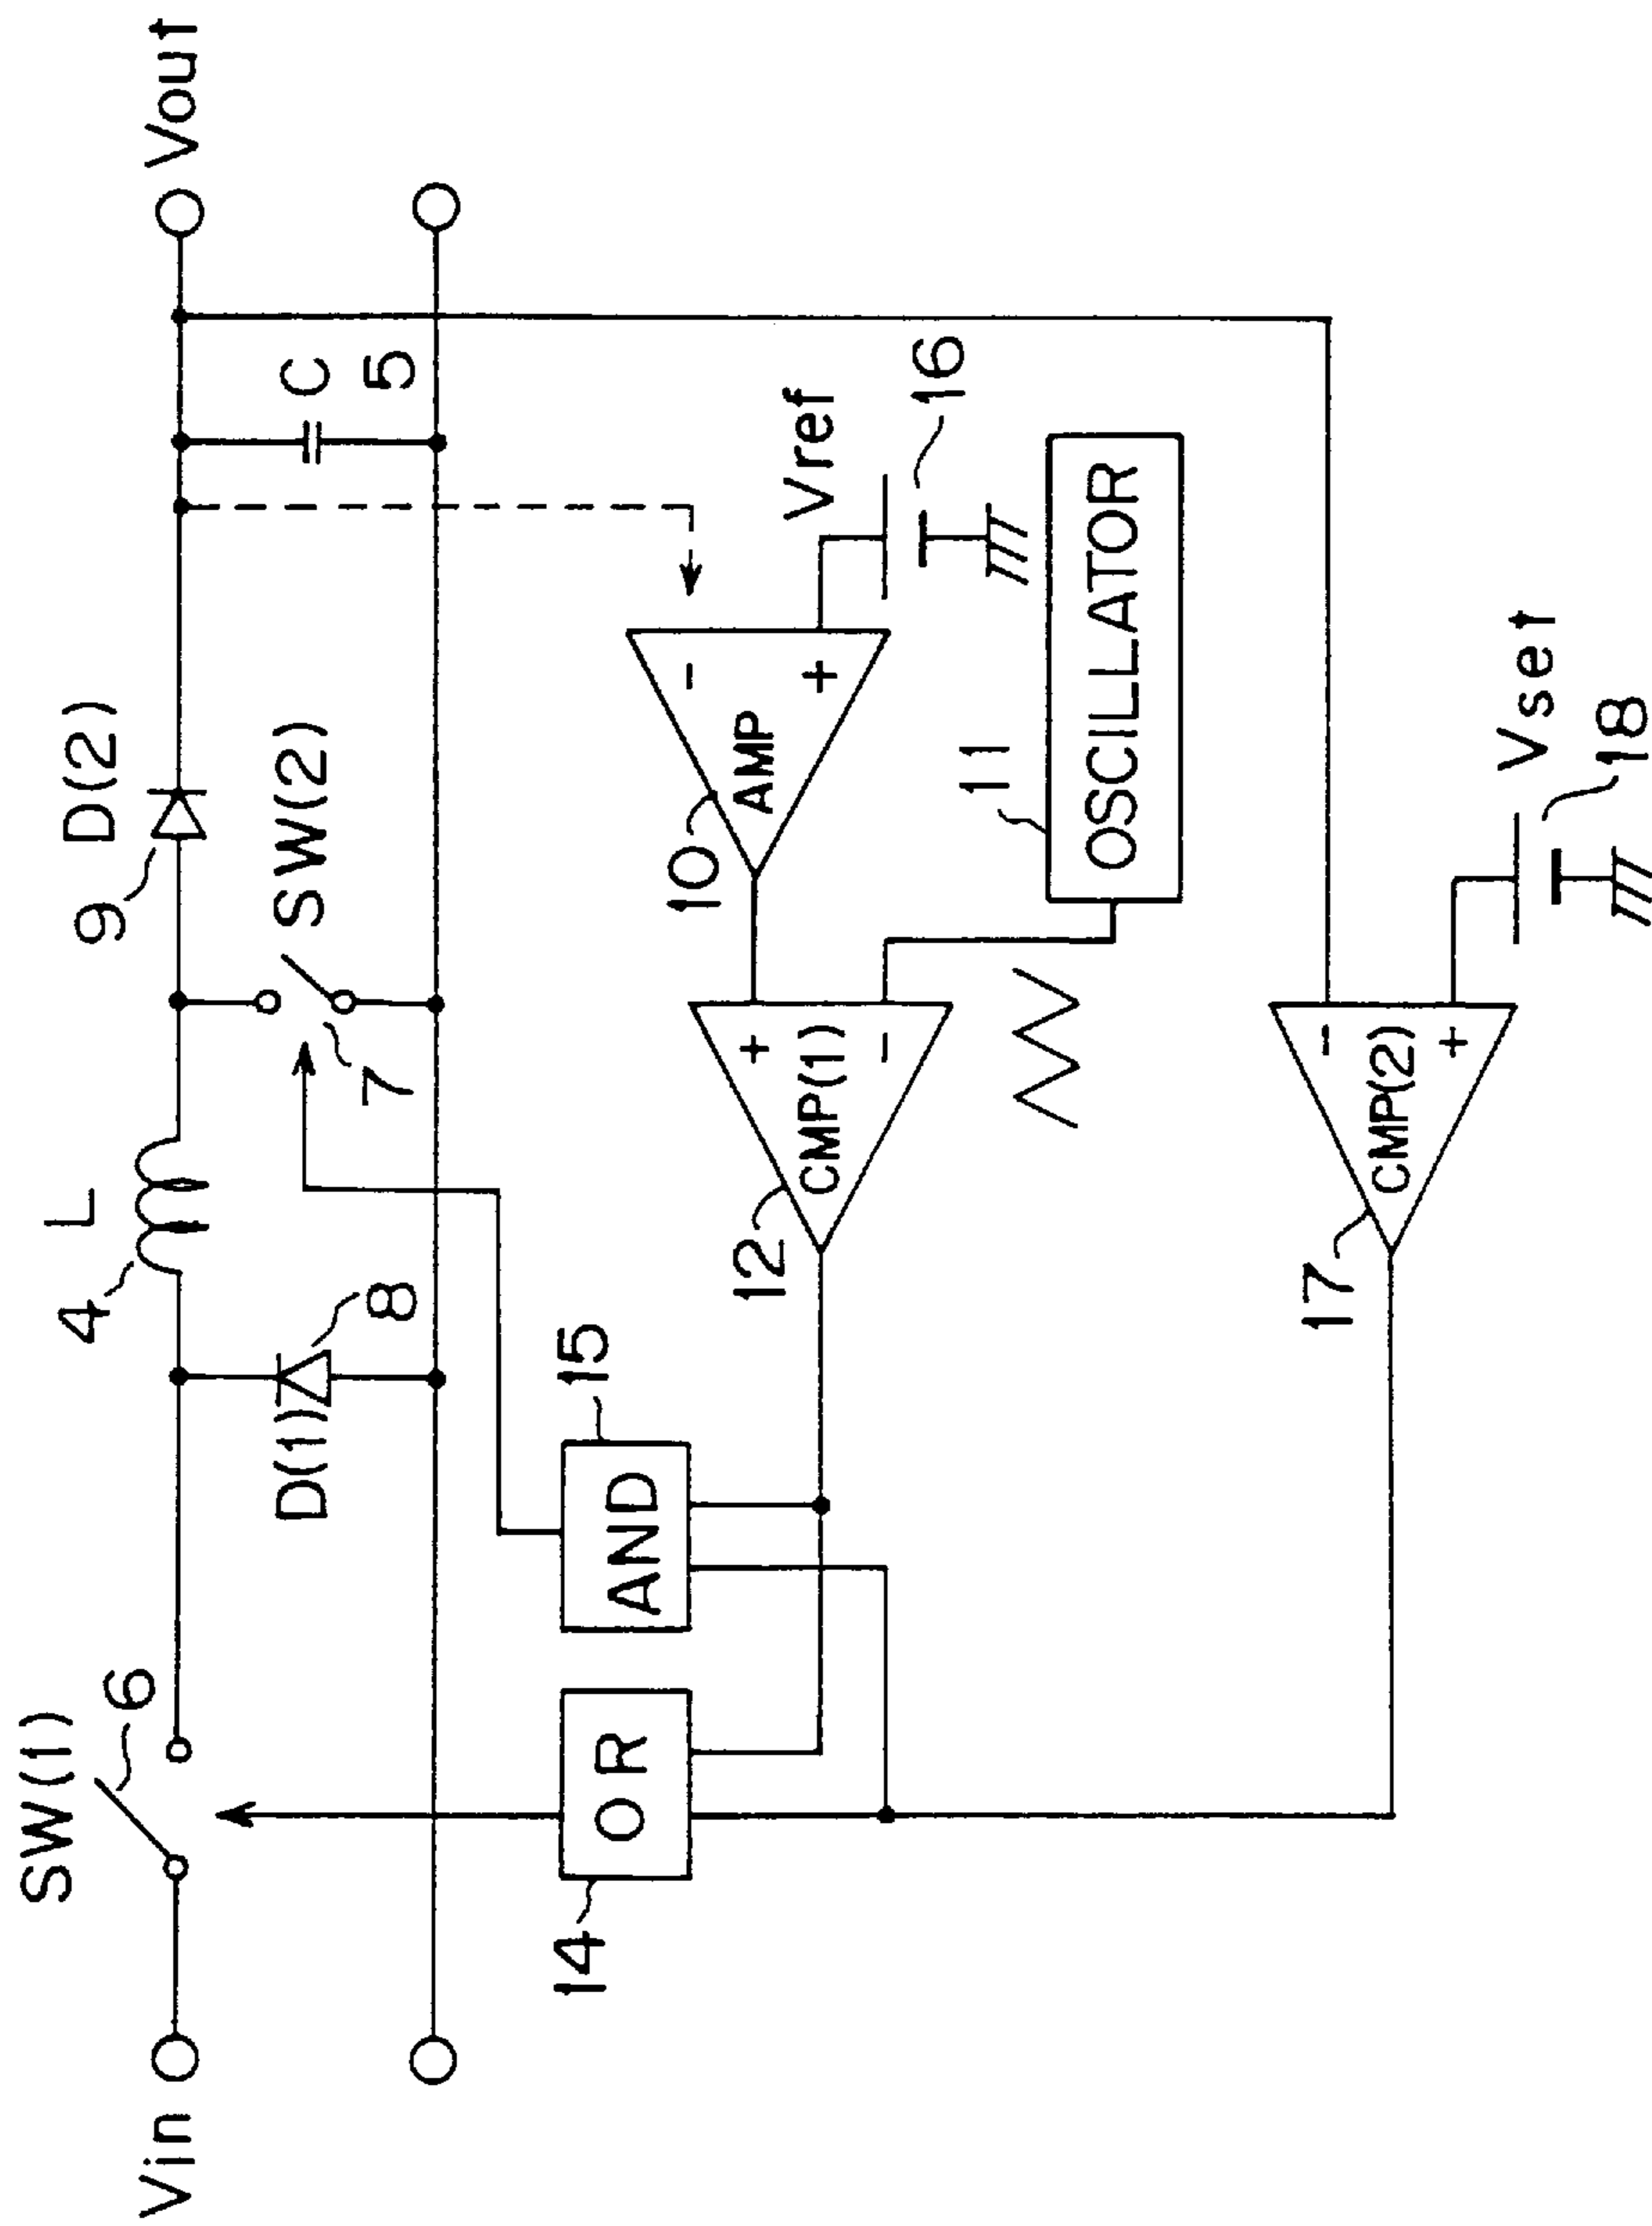 SW(1)
6
L
4
D(2)
9
Vin
Vout
D(1)
8
SW(2)
7
C
5
14
OR
15
AND
10
AMP
-
+
Vref
16
12
CMP(1)
+
-
11
OSCILLATOR
17
CMP(2)
-
+
Vset
18